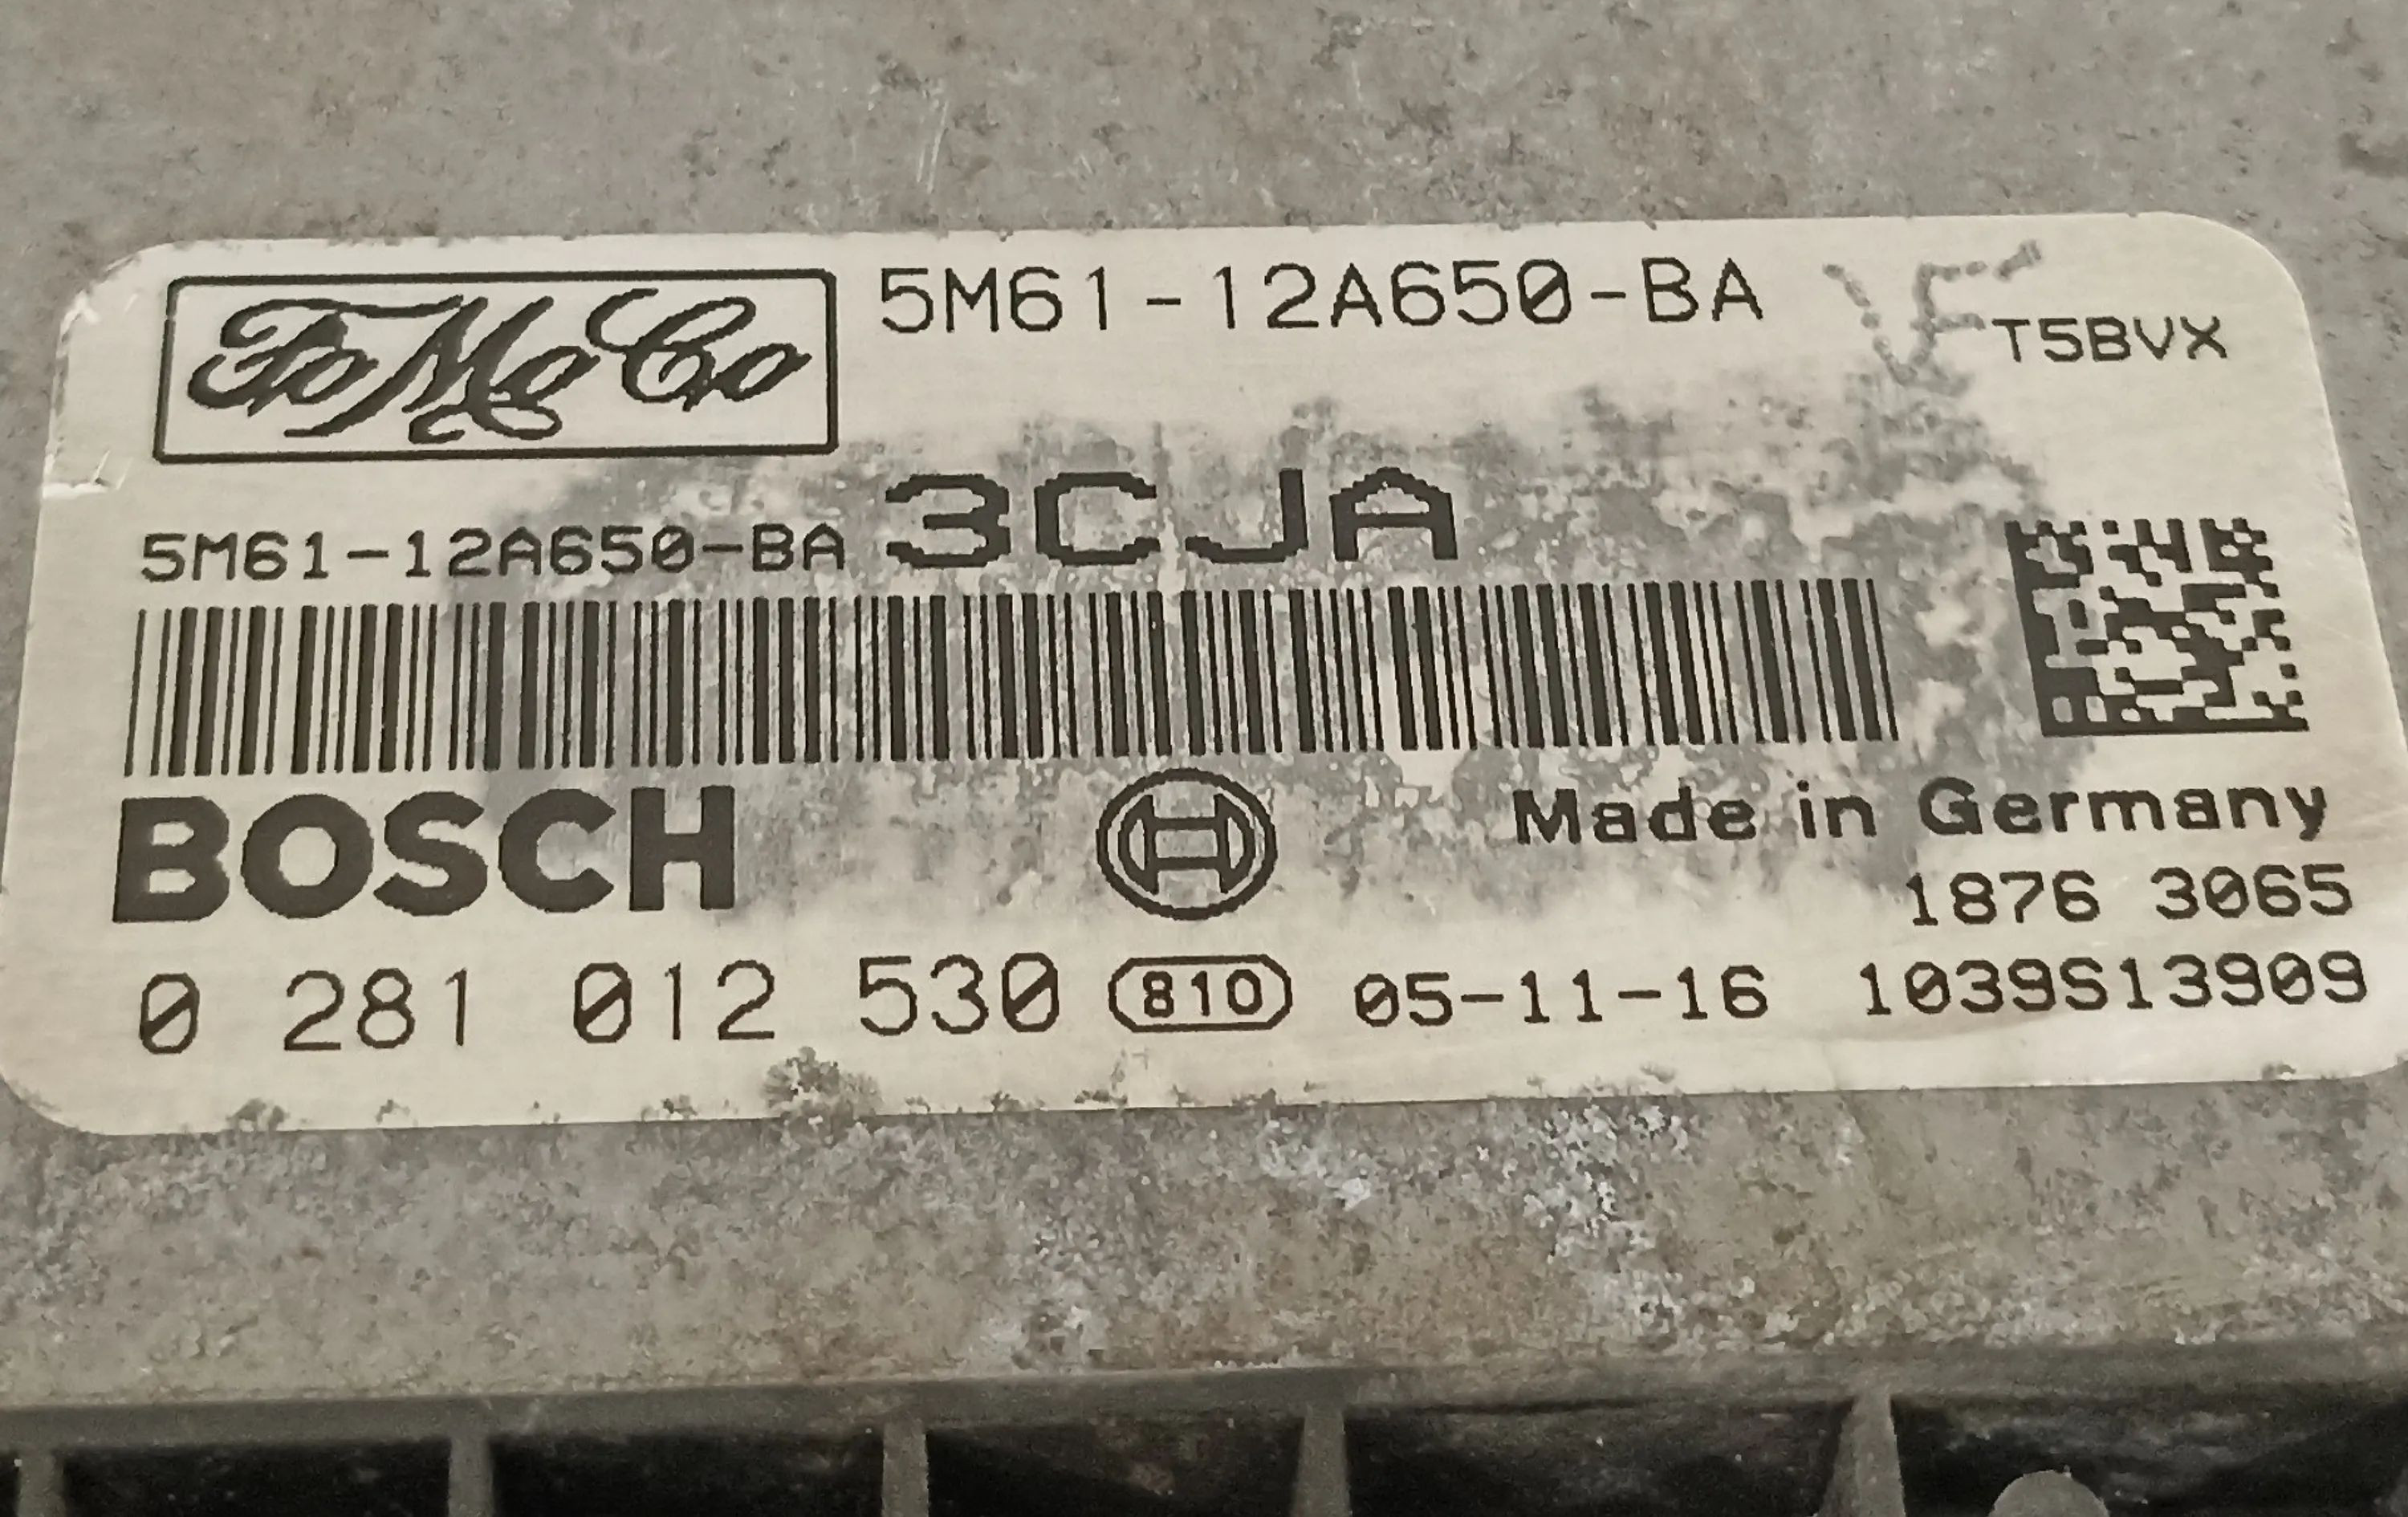 FoMoCo 5M61-12A650-BA
T5BVX
5M61-12A650-BA 3CJA
BOSCH
Made in Germany
1876 3065
0 281 012 530 810 05-11-16 1039S13909